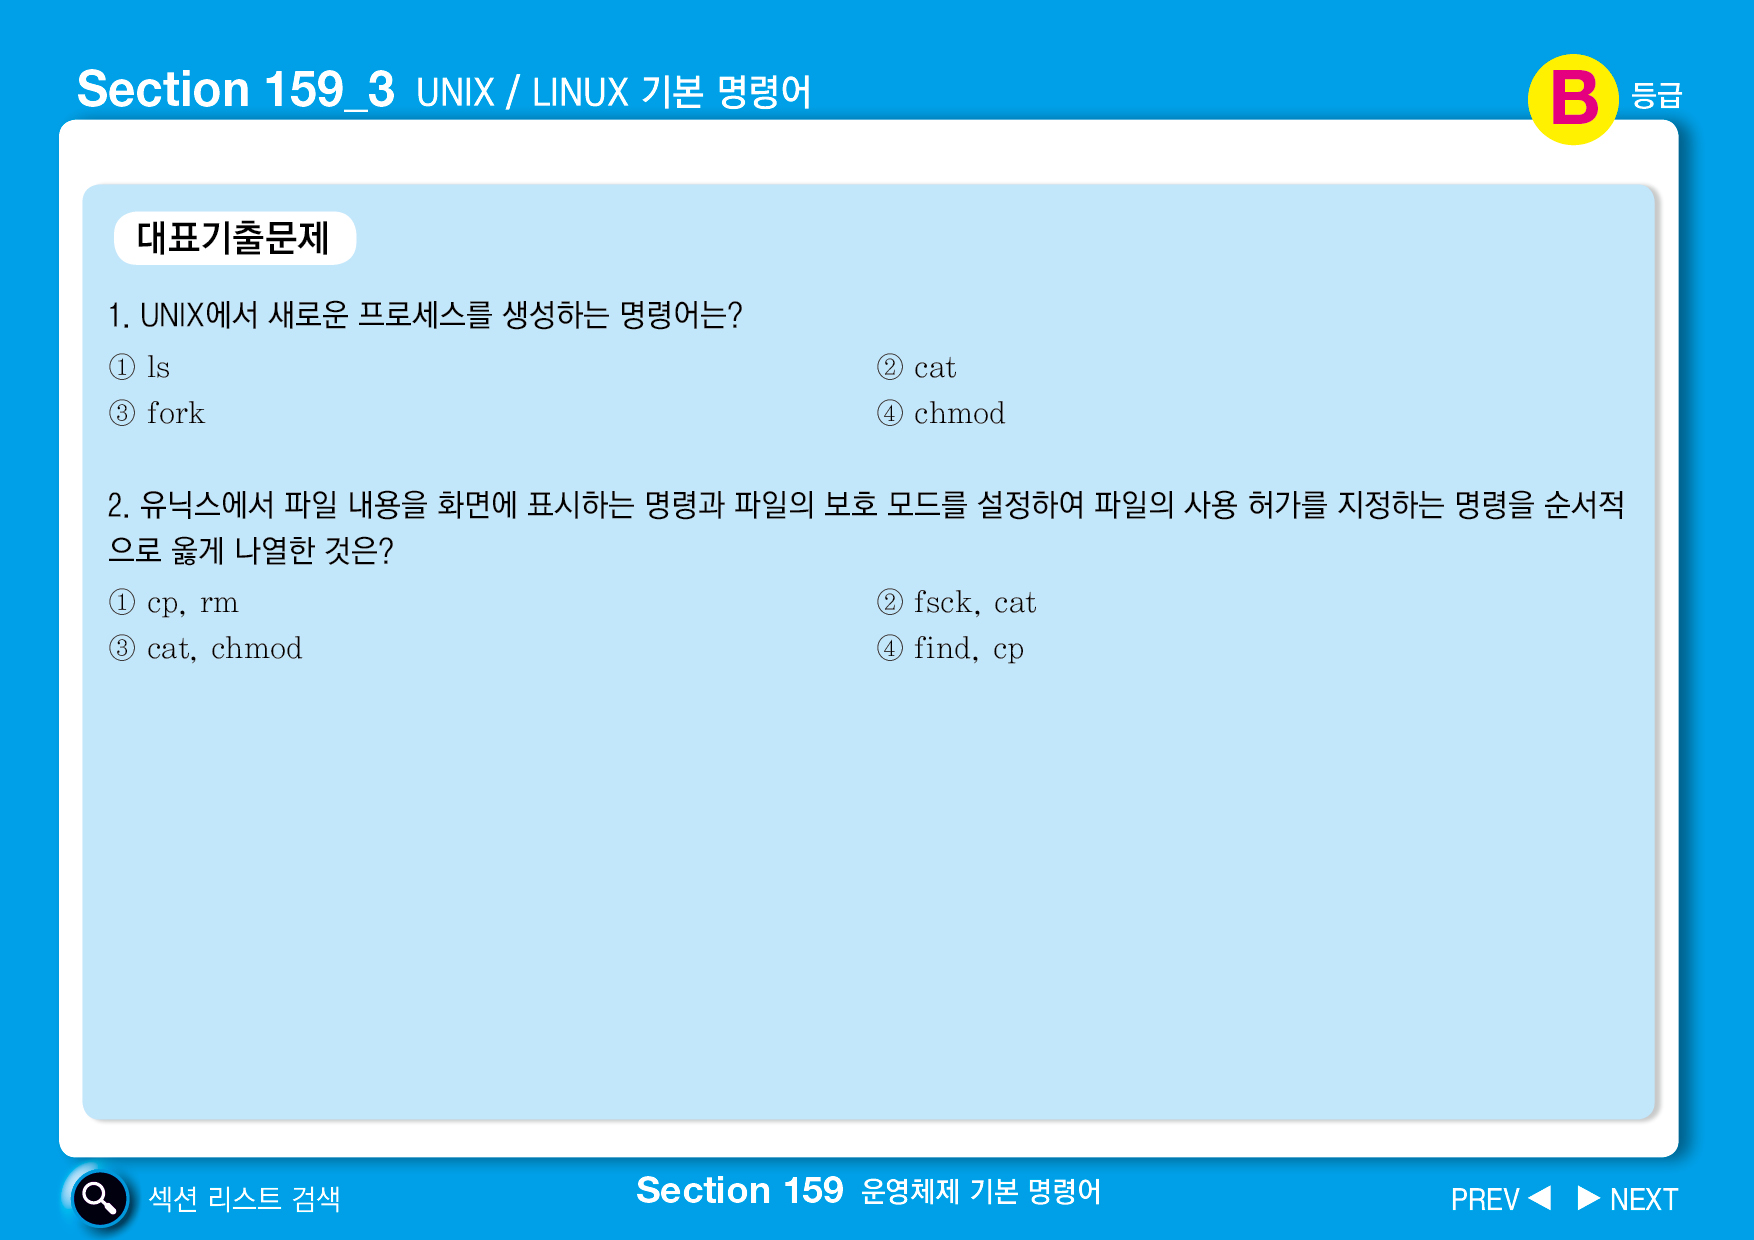 Section 159_3 UNIX / LINUX 기본 명령어
B 등급
대표기출문제
1. UNIX에서 새로운 프로세스를 생성하는 명령어는?
① ls ② cat
③ fork ④ chmod
2. 유닉스에서 파일 내용을 화면에 표시하는 명령과 파일의 보호 모드를 설정하여 파일의 사용 허가를 지정하는 명령을 순서적
으로 옳게 나열한 것은?
① cp, rm ② fsck, cat
③ cat, chmod ④ find, cp
섹션 리스트 검색
Section 159 운영체제 기본 명령어
PREV ◀ ▶ NEXT